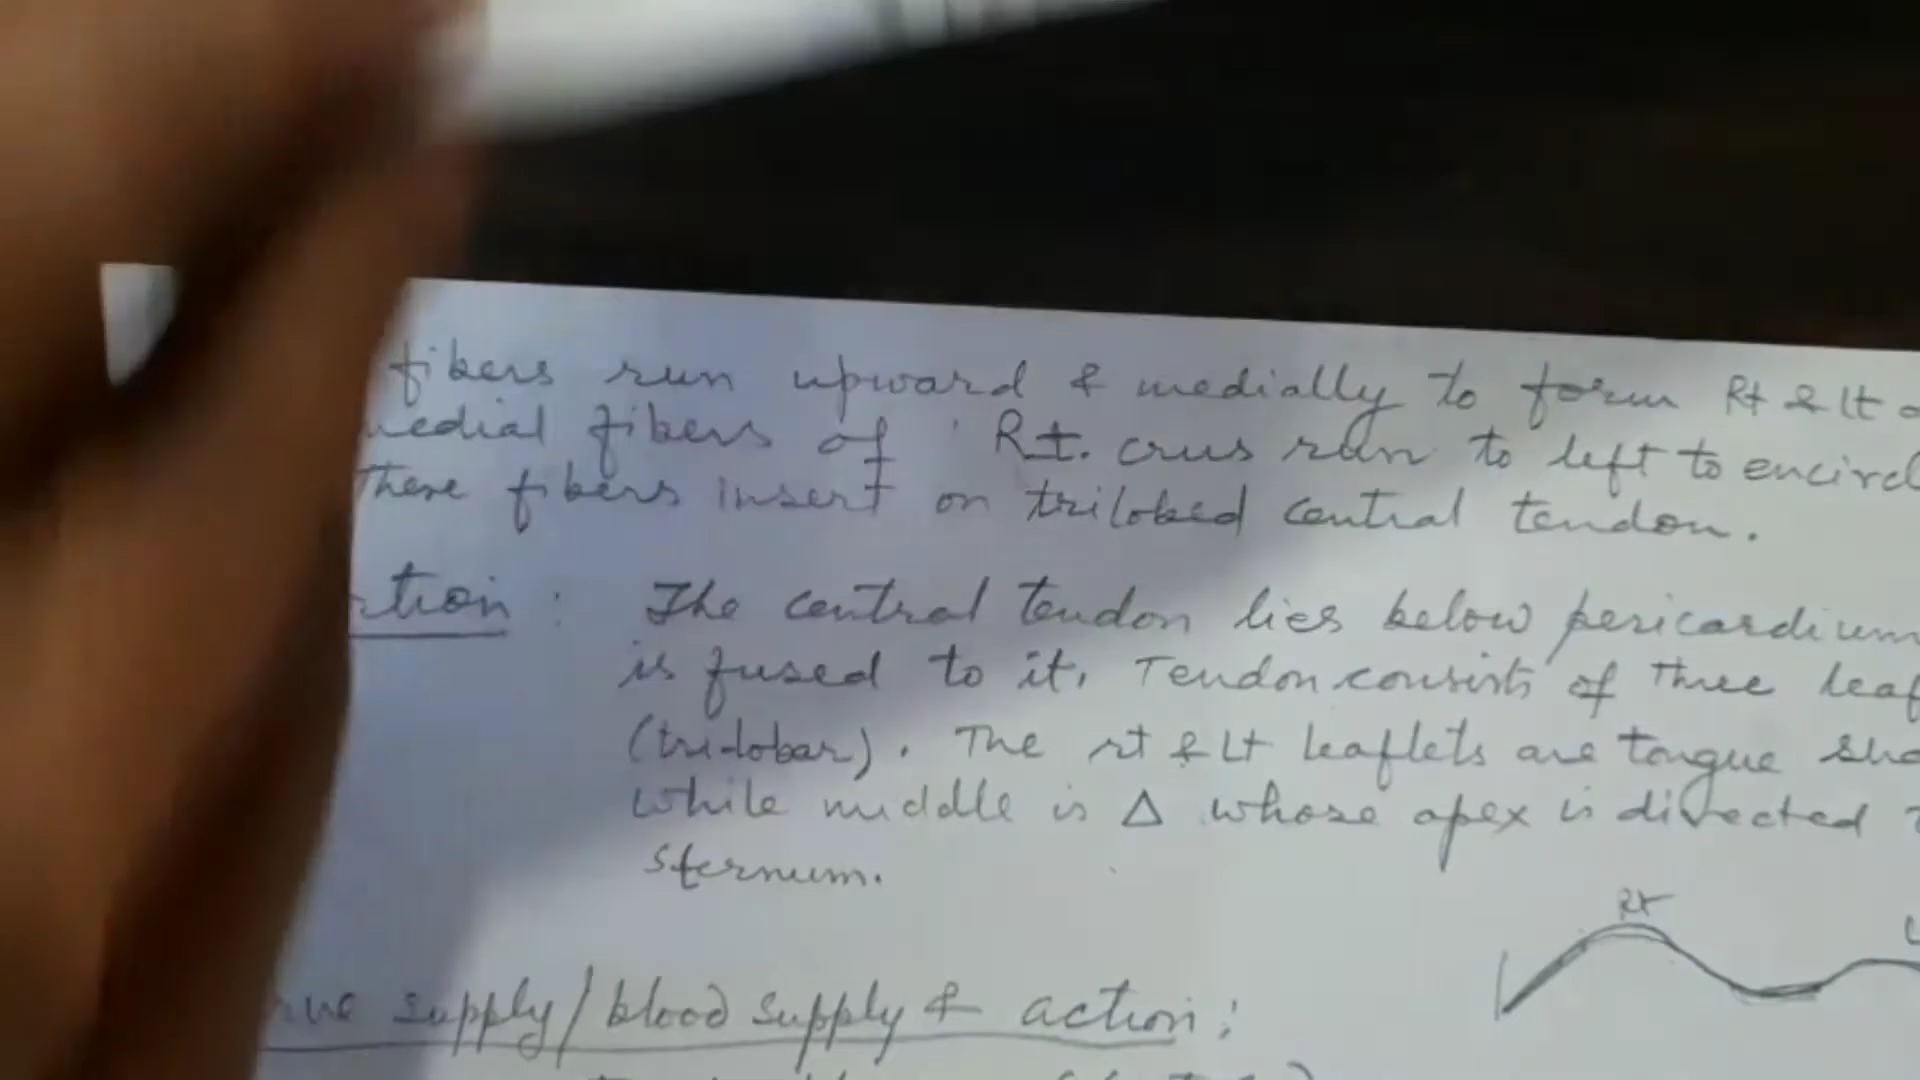 fibers run upward & medially to form Rt & Lt
medial fibers of Rt. crus run to left to encircl
These fibers insert on trilobed central tendon.
rtion : The central tendon lies below pericardium
is fused to it. Tendon consists of three leaf
(tri-lobar). The rt & Lt leaflets are tongue sha
while middle is Δ whose apex is directed
sternum.
Rt
rve supply/blood supply & action: